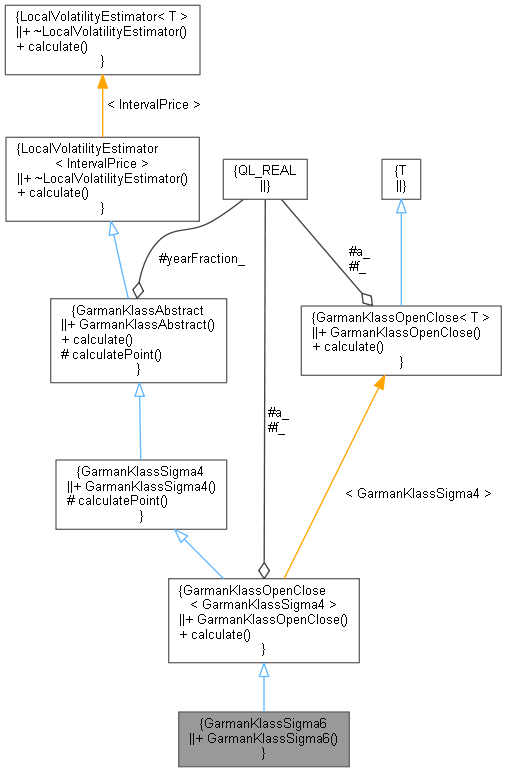 {LocalVolatilityEstimator< T >
||+ ~LocalVolatilityEstimator()
+ calculate()
}
< IntervalPrice >
{LocalVolatilityEstimator
< IntervalPrice >
||+ ~LocalVolatilityEstimator()
+ calculate()
}
{QL_REAL
||}
{T
||}
#yearFraction_
#a_
#f_
{GarmanKlassAbstract
||+ GarmanKlassAbstract()
+ calculate()
# calculatePoint()
}
{GarmanKlassOpenClose< T >
||+ GarmanKlassOpenClose()
+ calculate()
}
#a_
#f_
{GarmanKlassSigma4
||+ GarmanKlassSigma4()
# calculatePoint()
}
< GarmanKlassSigma4 >
{GarmanKlassOpenClose
< GarmanKlassSigma4 >
||+ GarmanKlassOpenClose()
+ calculate()
}
{GarmanKlassSigma6
||+ GarmanKlassSigma6()
}